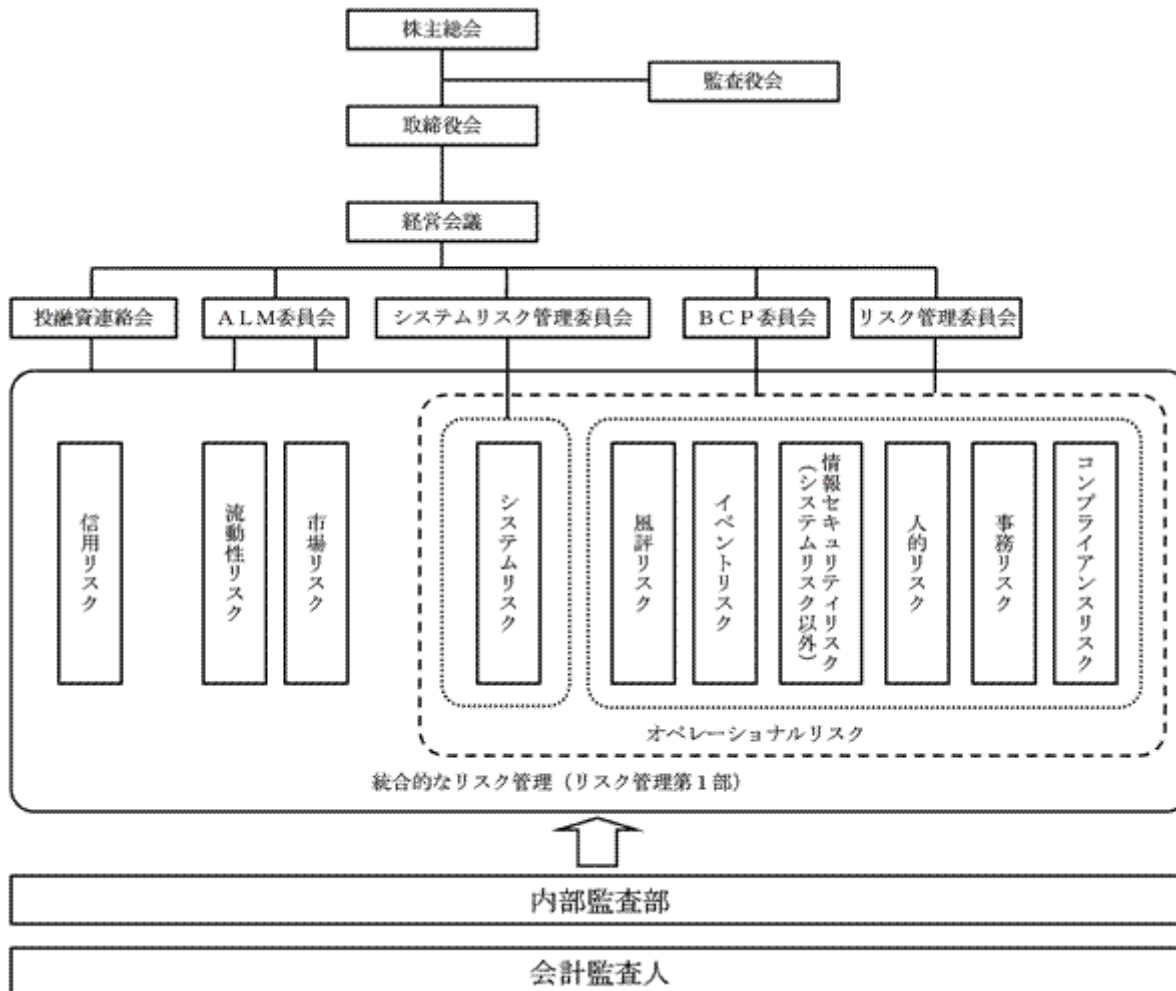 株主総会
監査役会
取締役会
経営会議
投融資連絡会
ALM委員会
システムリスク管理委員会
BCP委員会
リスク管理委員会
信用リスク
流動性リスク
市場リスク
システムリスク
風評リスク
イベントリスク
情報セキュリティリスク
(システムリスク以外)
人的リスク
事務リスク
コンプライアンスリスク
オペレーショナルリスク
統合的なリスク管理(リスク管理第1部)
内部監査部
会計監査人